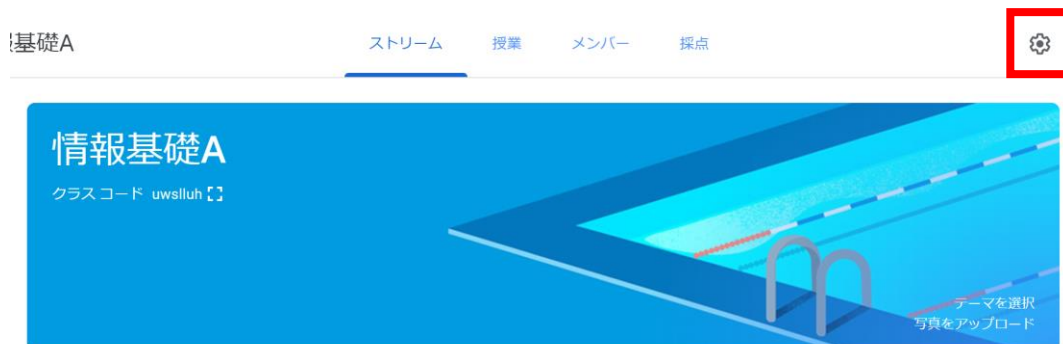 基礎A
ストリーム 授業 メンバー 採点
情報基礎A
クラス コード uwslluh
テーマを選択
写真をアップロード